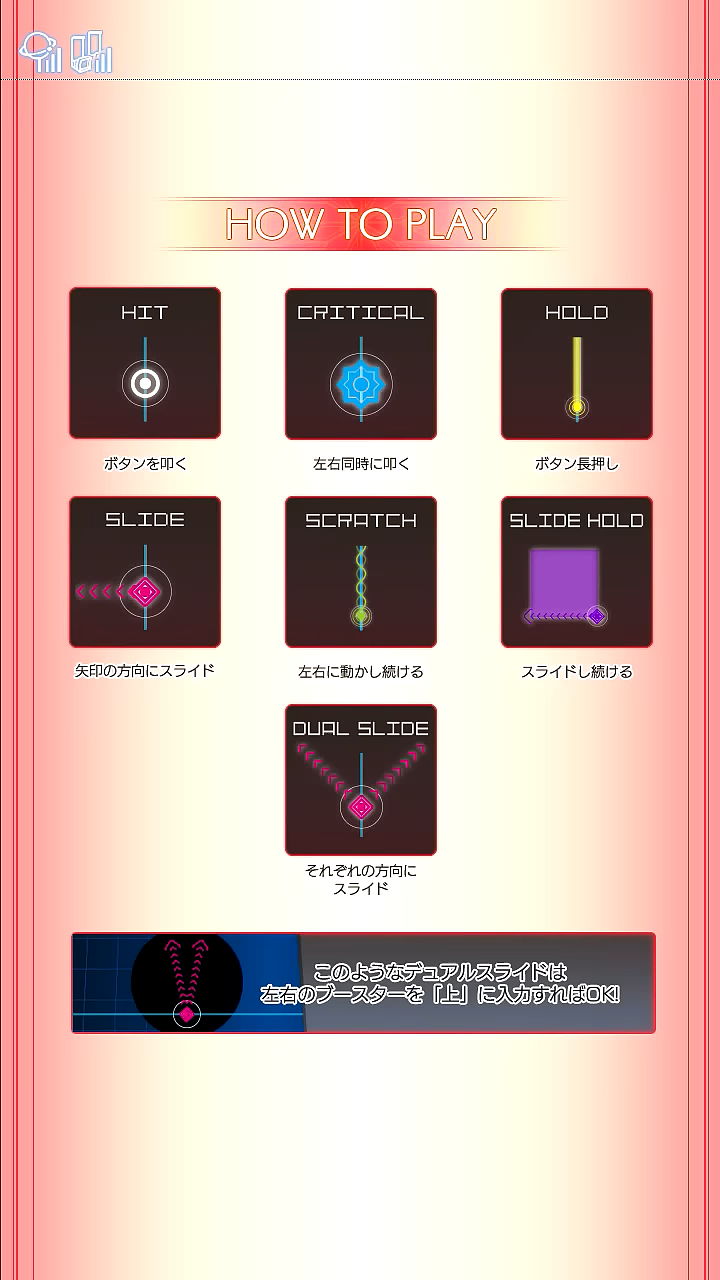 HOW TO PLAY
HIT
ボタンを叩く
CRITICAL
左右同時に叩く
HOLD
ボタン長押し
SLIDE
矢印の方向にスライド
SCRATCH
左右に動かし続ける
SLIDE HOLD
スライドし続ける
DUAL SLIDE
それぞれの方向に
スライド
このようなデュアルスライドは
左右のブースターを「上」に入力すればOK!